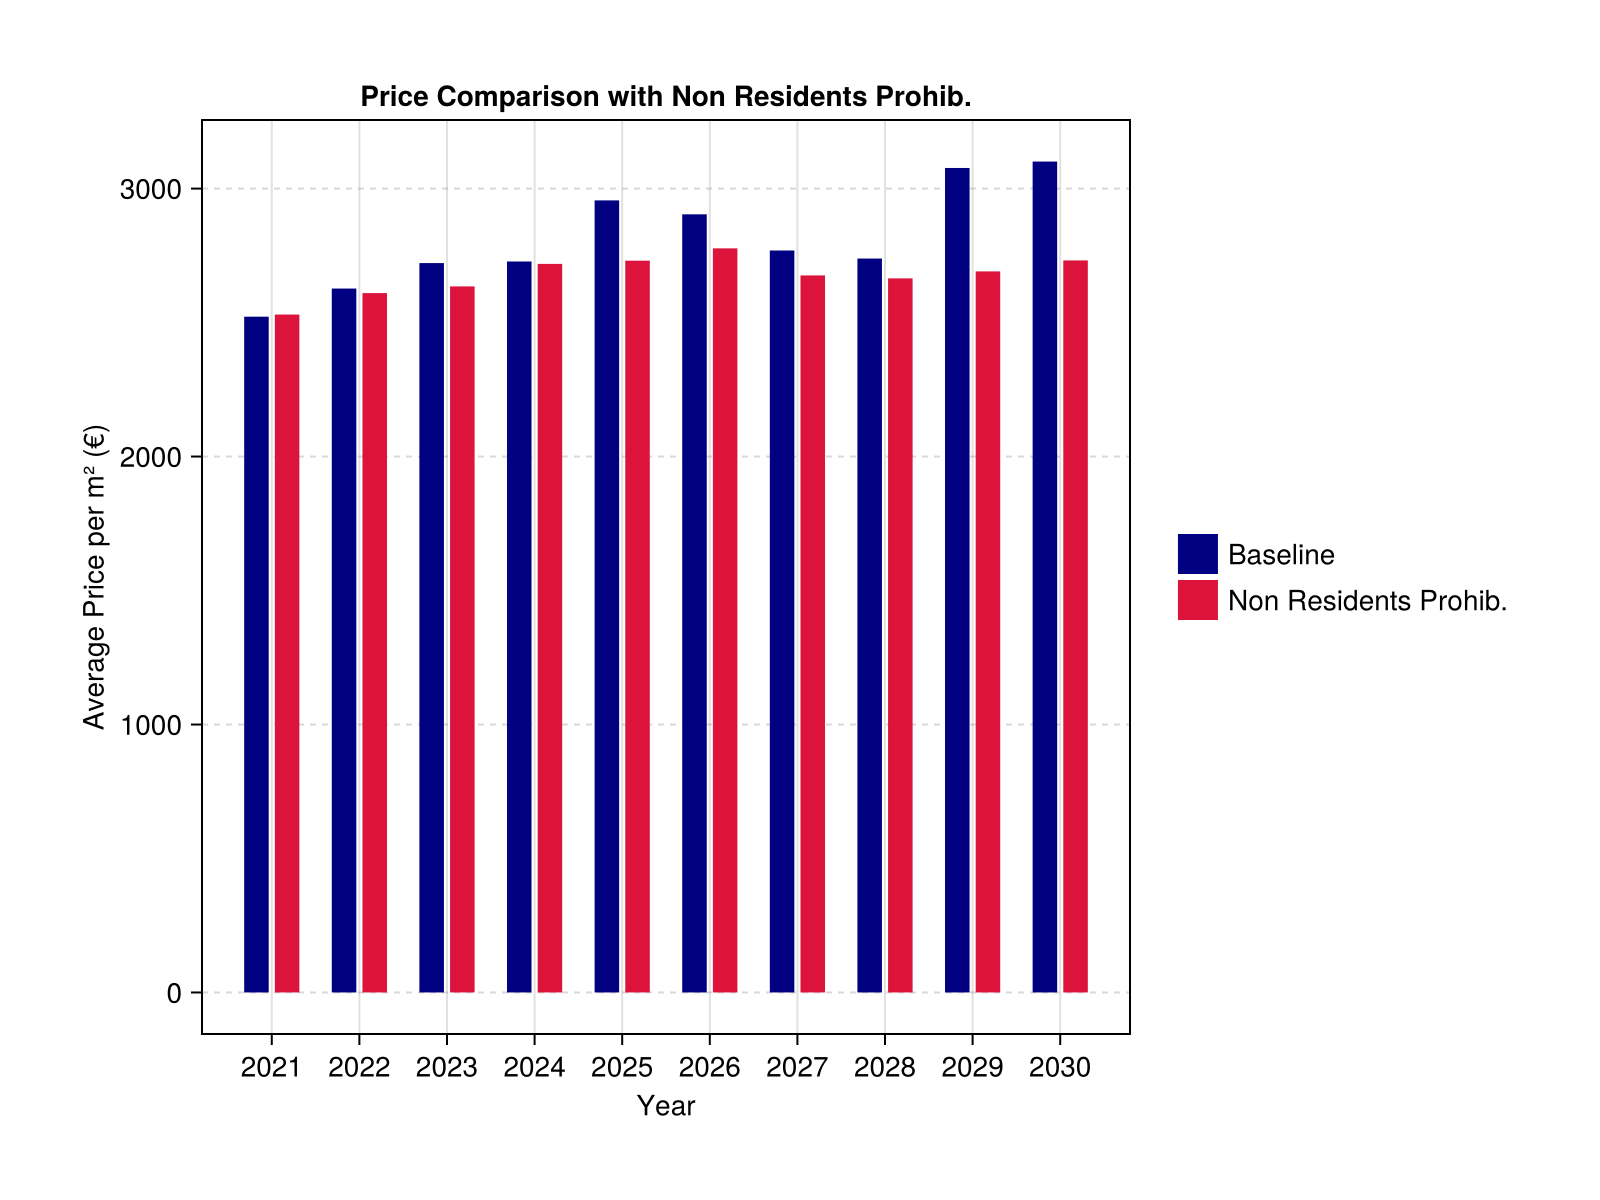 Price Comparison with Non Residents Prohib.
Average Price per m² (€)
3000
2000
1000
0
2021 2022 2023 2024 2025 2026 2027 2028 2029 2030
Year
Baseline
Non Residents Prohib.